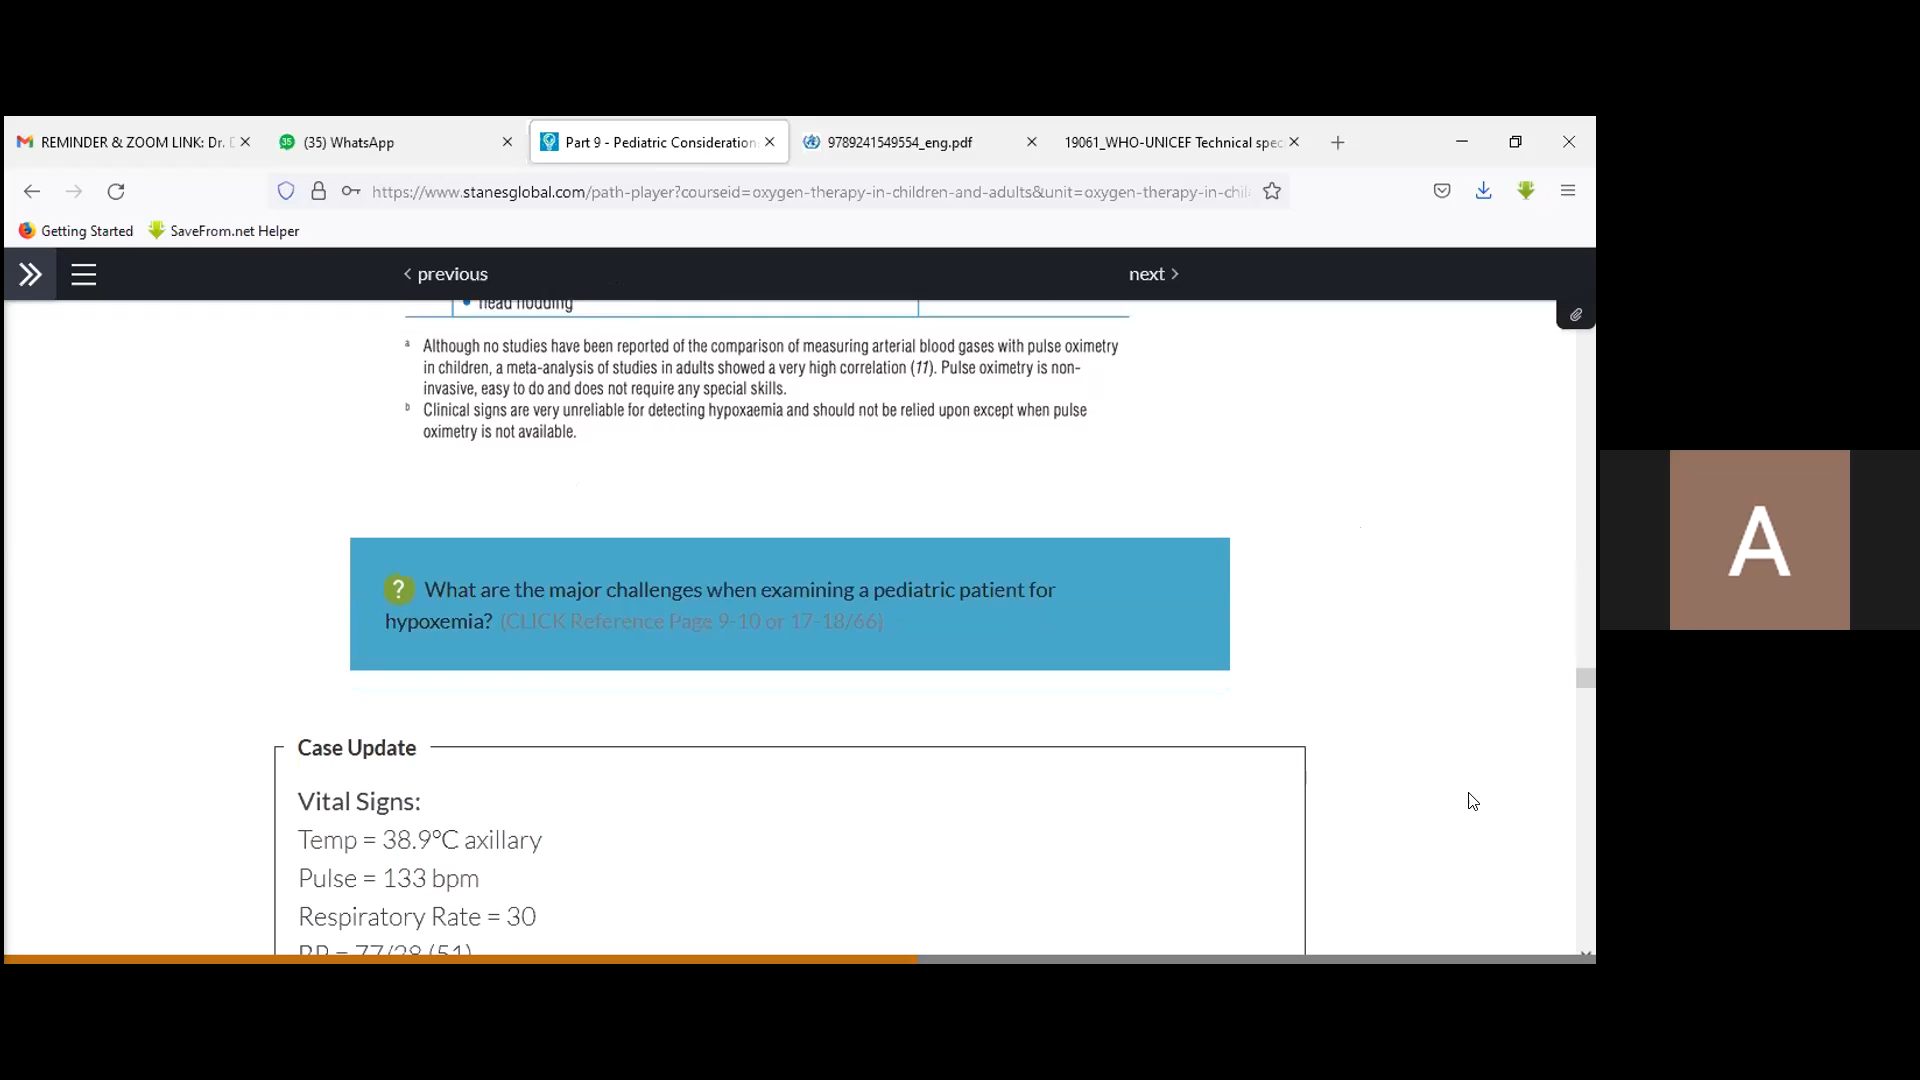 REMINDER & ZOOM LINK: Dr.
(35) WhatsApp
Part 9 - Pediatric Consideration
9789241549554_eng.pdf
19061_WHO-UNICEF Technical spec
https://www.stanesglobal.com/path-player?courseid=oxygen-therapy-in-children-and-adults&unit=oxygen-therapy-in-chil
Getting Started
SaveFrom.net Helper
previous
next
head nodding
a Although no studies have been reported of the comparison of measuring arterial blood gases with pulse oximetry
in children, a meta-analysis of studies in adults showed a very high correlation (11). Pulse oximetry is non-
invasive, easy to do and does not require any special skills.
b Clinical signs are very unreliable for detecting hypoxaemia and should not be relied upon except when pulse
oximetry is not available.
? What are the major challenges when examining a pediatric patient for
hypoxemia? (CLICK Reference Page 9-10 or 17-18/66)
A
Case Update
Vital Signs:
Temp = 38.9°C axillary
Pulse = 133 bpm
Respiratory Rate = 30
BP = 77/38 (51)